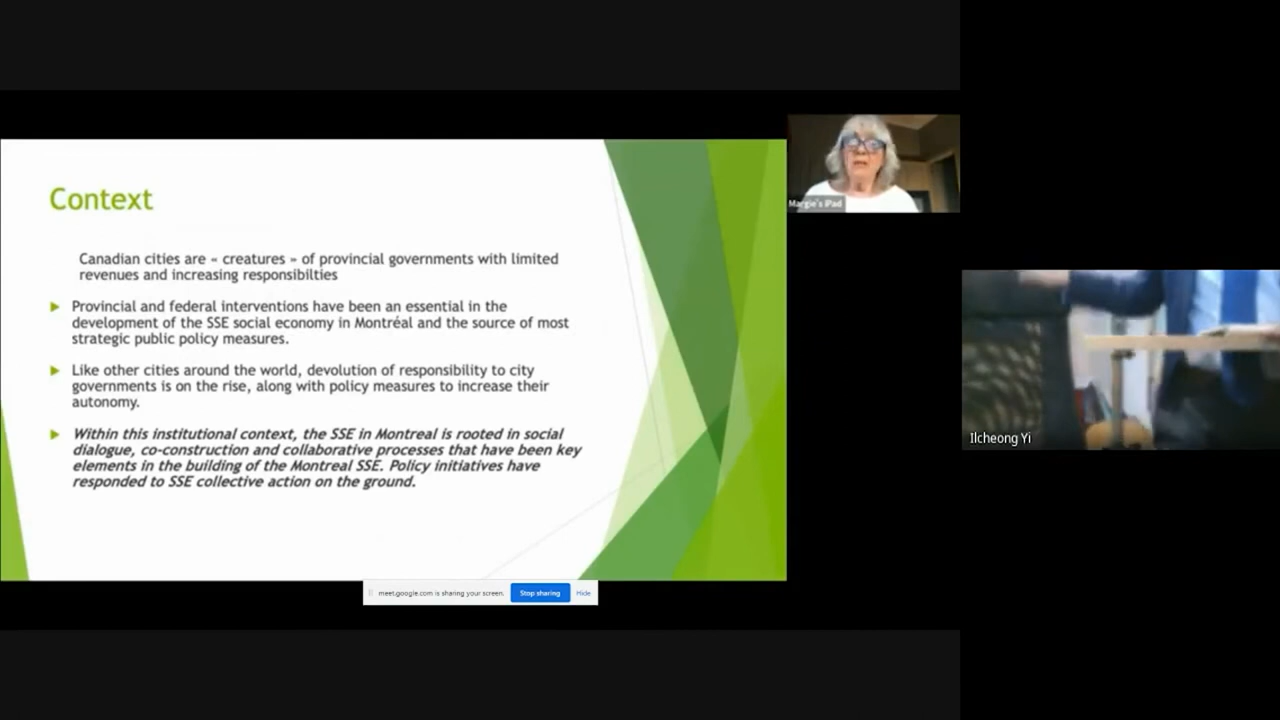 Context
Canadian cities are « creatures » of provincial governments with limited
revenues and increasing responsibilties
Provincial and federal interventions have been an essential in the
development of the SSE social economy in Montréal and the source of most
strategic public policy measures.
Like other cities around the world, devolution of responsibility to city
governments is on the rise, along with policy measures to increase their
autonomy.
Within this institutional context, the SSE in Montreal is rooted in social
dialogue, co-construction and collaborative processes that have been key
elements in the building of the Montreal SSE. Policy initiatives have
responded to SSE collective action on the ground.
Margie's iPad
Ilcheong Yi
meet.google.com is sharing your screen.
Stop sharing
Hide